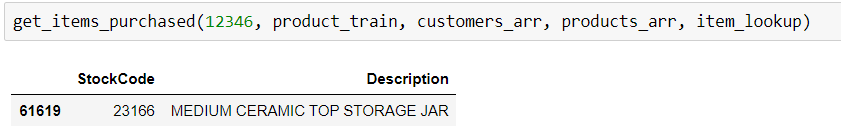 get_items_purchased(12346, product_train, customers_arr, products_arr, item_lookup)
StockCode Description
61619 23166 MEDIUM CERAMIC TOP STORAGE JAR